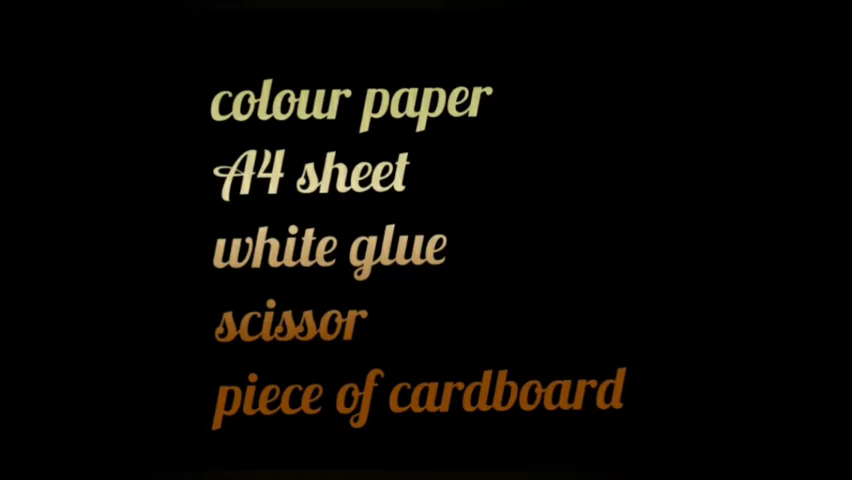 colour paper
A4 sheet
white glue
scissor
piece of cardboard